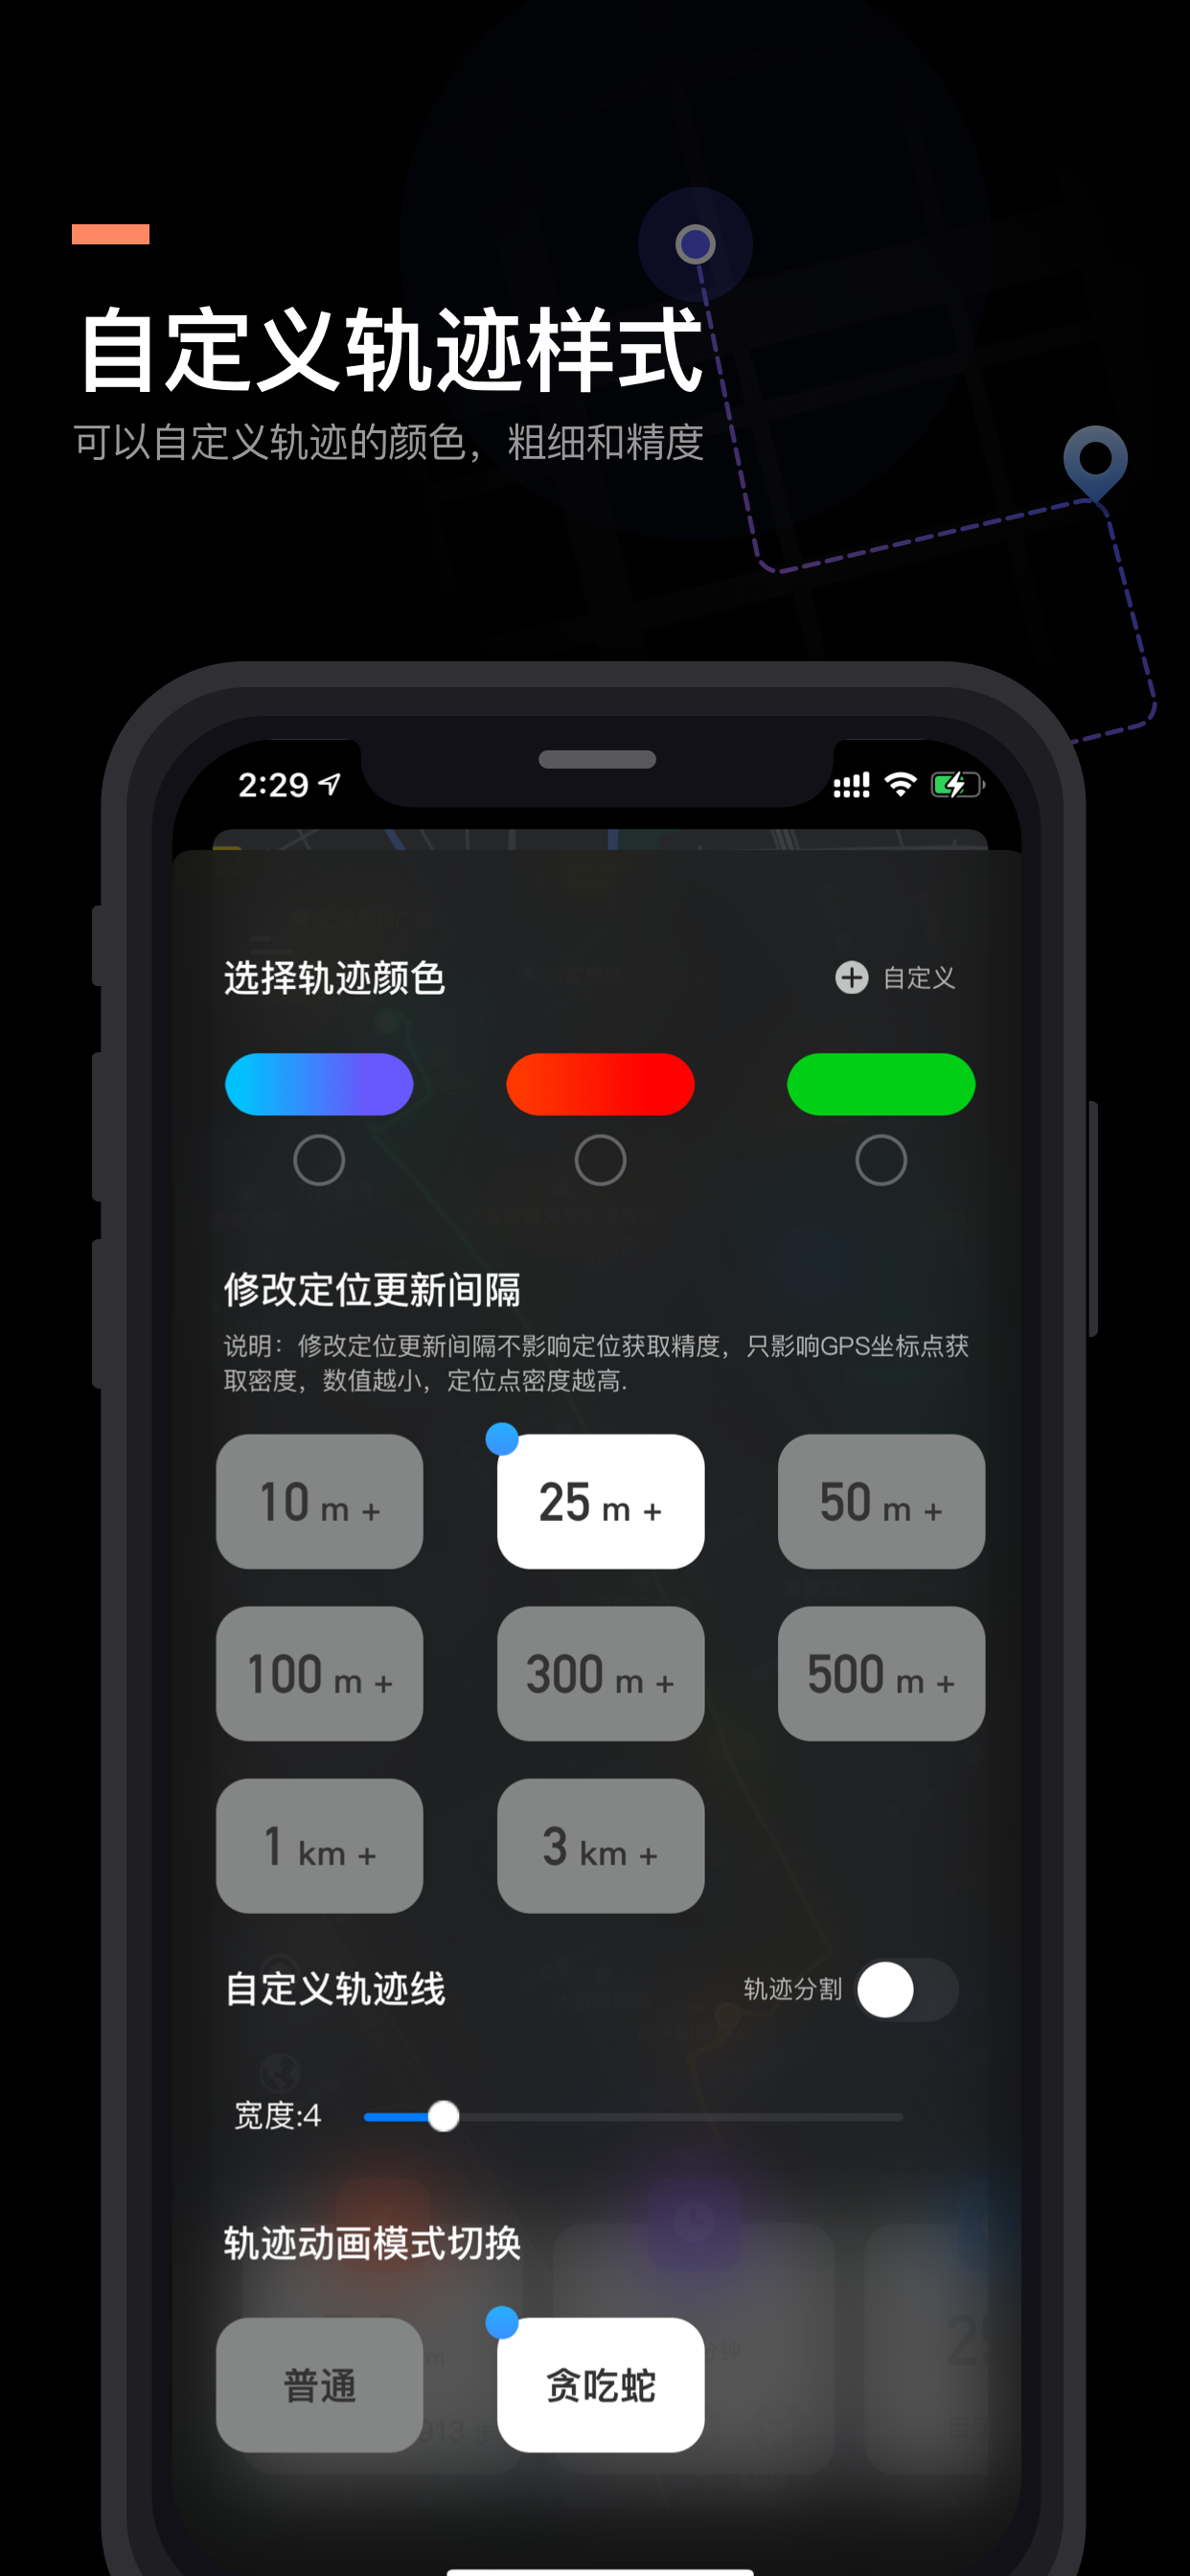 自定义轨迹样式
可以自定义轨迹的颜色，粗细和精度
2:29
选择轨迹颜色
自定义
修改定位更新间隔
说明：修改定位更新间隔不影响定位获取精度，只影响GPS坐标点获
取密度，数值越小，定位点密度越高.
10 m +
25 m +
50 m +
100 m +
300 m +
500 m +
1 km +
3 km +
自定义轨迹线
轨迹分割
宽度:4
轨迹动画模式切换
普通
贪吃蛇